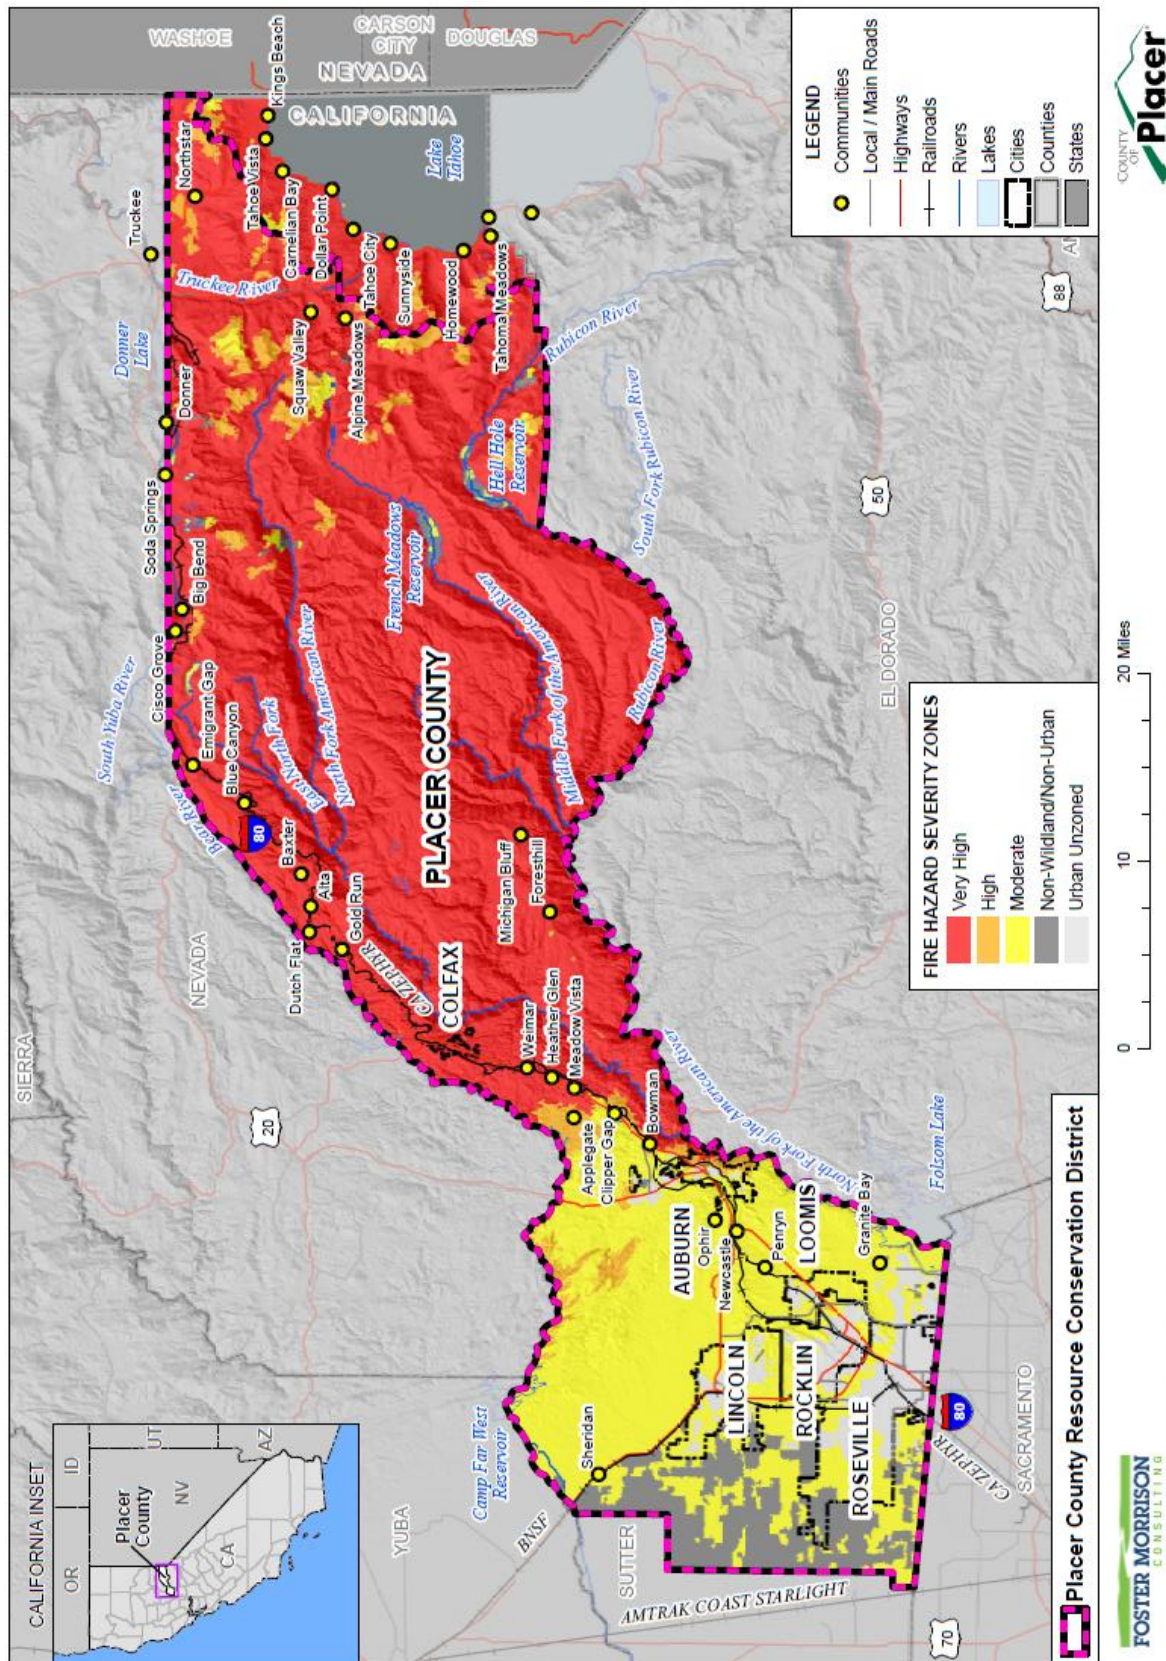 CALIFORNIA INSET
OR
ID
UT
NV
AZ
CA
Placer
County
SIERRA
NEVADA
YUBA
SUTTER
SACRAMENTO
EL DORADO
WASHOE
CARSON
CITY
DOUGLAS
NEVADA
CALIFORNIA
20
80
80
70
50
88
South Yuba River
Bear River
Donner
Lake
Truckee River
Lake
Tahoe
Truckee
Northstar
Kings Beach
Tahoe Vista
Carnelian Bay
Dollar Point
Tahoe City
Sunnyside
Homewood
Tahoma Meadows
Squaw Valley
Alpine Meadows
Donner
Soda Springs
Big Bend
Cisco Grove
Emigrant Gap
Blue Canyon
Baxter
Alta
Dutch Flat
Gold Run
CA ZEPHYR
COLFAX
East North Fork
North Fork American River
French Meadows
Reservoir
Hell Hole
Reservoir
Rubicon River
South Fork Rubicon River
Middle Fork of the American River
Rubicon River
PLACER COUNTY
Michigan Bluff
Foresthill
Weimar
Heather Glen
Meadow Vista
Applegate
Clipper Gap
Bowman
North Fork of the American River
AUBURN
Ophir
Newcastle
Penryn
LOOMIS
Granite Bay
Folsom Lake
LINCOLN
ROCKLIN
ROSEVILLE
Sheridan
Camp Far West
Reservoir
BNSF
AMTRAK COAST STARLIGHT
CA ZEPHYR
LEGEND
Communities
Local / Main Roads
Highways
Railroads
Rivers
Lakes
Cities
Counties
States
FIRE HAZARD SEVERITY ZONES
Very High
High
Moderate
Non-Wildland/Non-Urban
Urban Unzoned
Placer County Resource Conservation District
0
10
20 Miles
FOSTER MORRISON
CONSULTING
COUNTY
OF
Placer